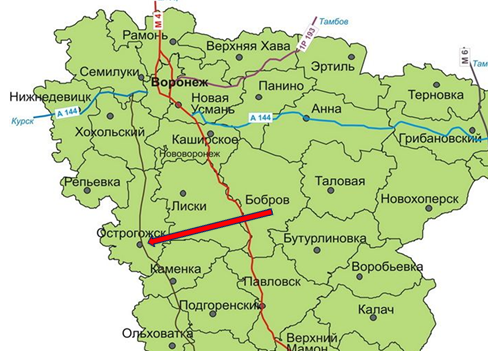 М 4
Рамонь
Тамбов
1Р 193
Верхняя Хава
М 6
Там
Семилуки
Эртиль
Воронеж
Панино
Нижнедевицк
Новая
Усмань
Терновка
А 144
Анна
Курск
Хохольский
А 144
Каширское
Грибановский
Нововоронеж
Репьевка
Таловая
Лиски
Бобров
Новохоперск
Острогожск
Бутурлиновка
Каменка
Воробьевка
Павловск
Подгоренский
Калач
Ольховатка
Верхний
Мамон